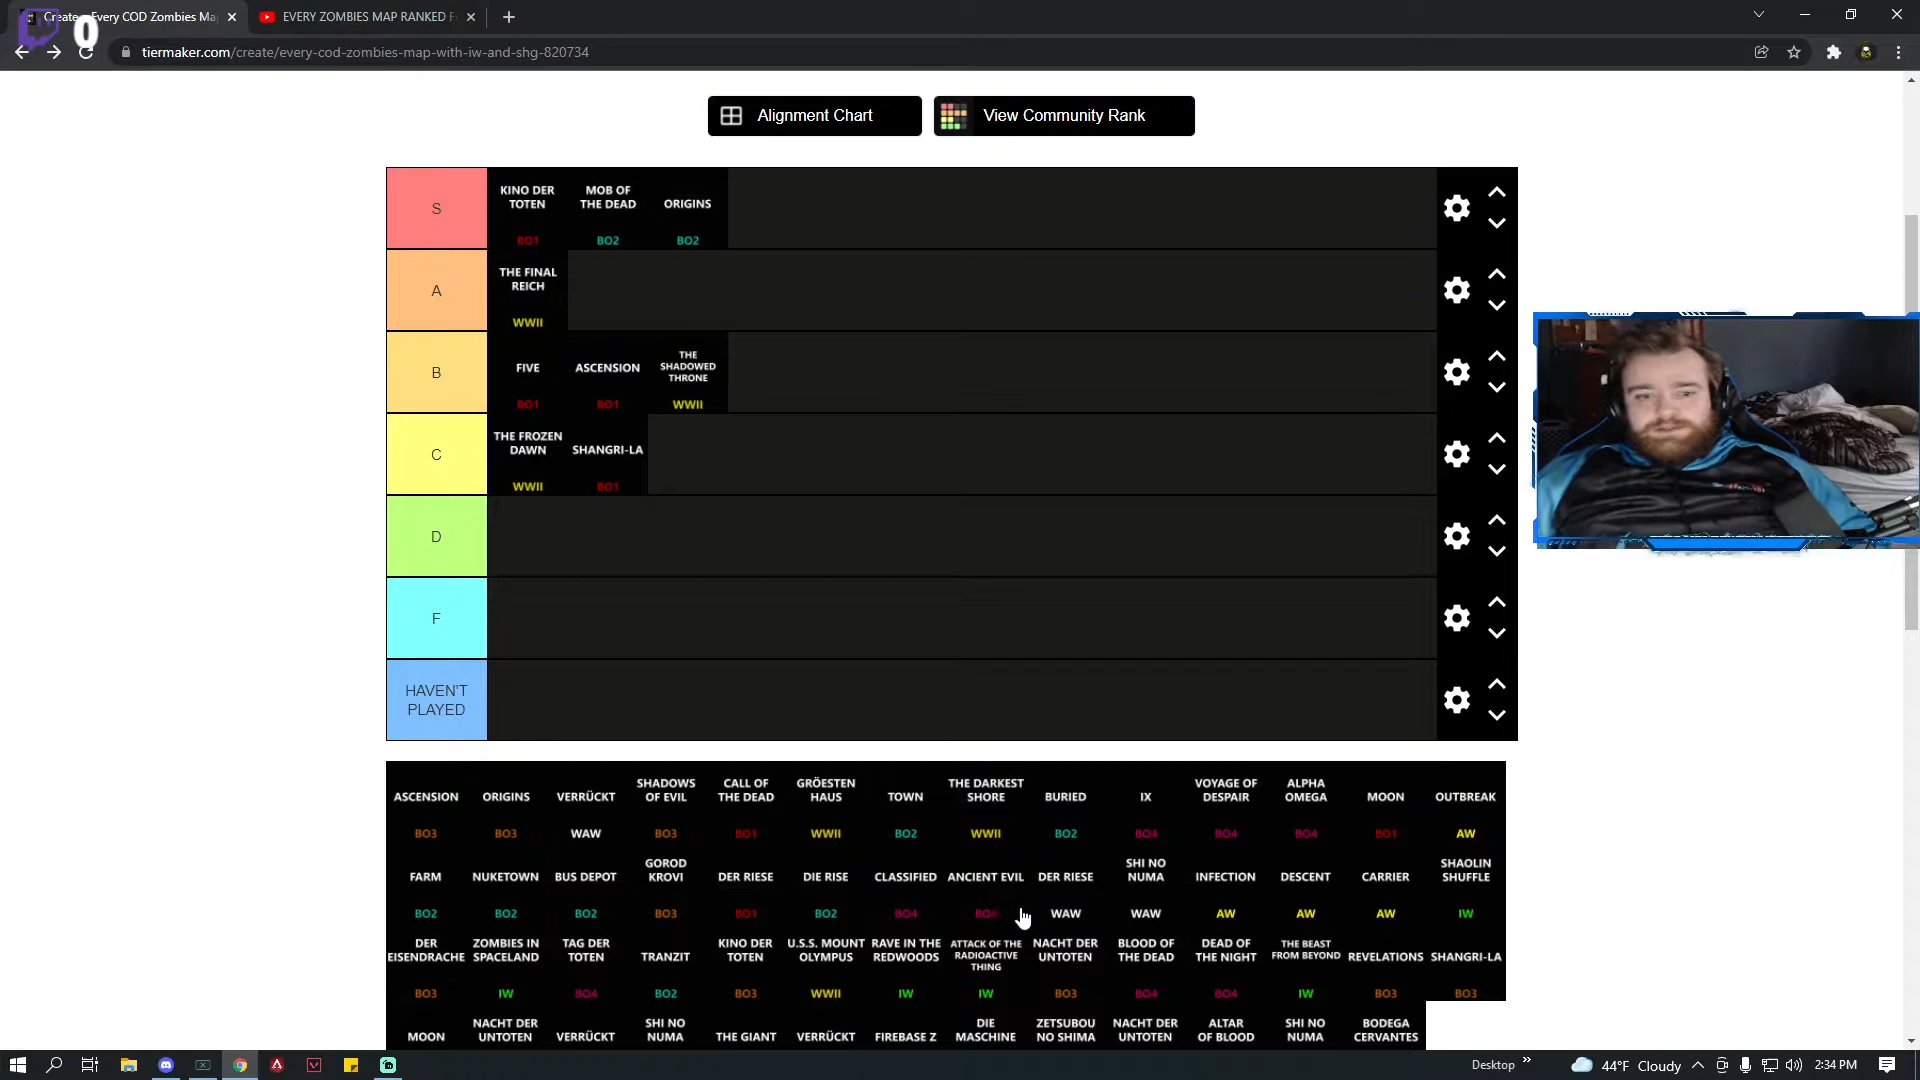 Create - Every COD Zombies Ma
EVERY ZOMBIES MAP RANKED F
0
tiermaker.com/create/every-cod-zombies-map-with-iw-and-shg-820734
Alignment Chart
View Community Rank
S
KINO DER TOTEN
BO1
MOB OF THE DEAD
BO2
ORIGINS
BO2
A
THE FINAL REICH
WWII
B
FIVE
BO1
ASCENSION
BO1
THE SHADOWED THRONE
WWII
C
THE FROZEN DAWN
WWII
SHANGRI-LA
BO1
D
F
HAVEN'T PLAYED
ASCENSION ORIGINS VERRÜCKT SHADOWS OF EVIL CALL OF THE DEAD GRÖESTEN HAUS TOWN THE DARKEST SHORE BURIED IX VOYAGE OF DESPAIR ALPHA OMEGA MOON OUTBREAK
BO3 BO3 WAW BO3 BO1 WWII BO2 WWII BO2 BO4 BO4 BO4 BO1 AW
FARM NUKETOWN BUS DEPOT GOROD KROVI DER RIESE DIE RISE CLASSIFIED ANCIENT EVIL DER RIESE SHI NO NUMA INFECTION DESCENT CARRIER SHAOLIN SHUFFLE
BO2 BO2 BO2 BO3 BO1 BO2 BO4 BO4 WAW WAW AW AW AW IW
DER EISENDRACHE ZOMBIES IN SPACELAND TAG DER TOTEN TRANZIT KINO DER TOTEN U.S.S. MOUNT OLYMPUS RAVE IN THE REDWOODS ATTACK OF THE RADIOACTIVE THING NACHT DER UNTOTEN BLOOD OF THE DEAD DEAD OF THE NIGHT THE BEAST FROM BEYOND REVELATIONS SHANGRI-LA
BO3 IW BO4 BO2 BO3 WWII IW IW BO3 BO4 BO4 IW BO3 BO3
MOON NACHT DER UNTOTEN VERRÜCKT SHI NO NUMA THE GIANT VERRÜCKT FIREBASE Z DIE MASCHINE ZETSUBOU NO SHIMA NACHT DER UNTOTEN ALTAR OF BLOOD SHI NO NUMA BODEGA CERVANTES
Desktop
44°F Cloudy
2:34 PM